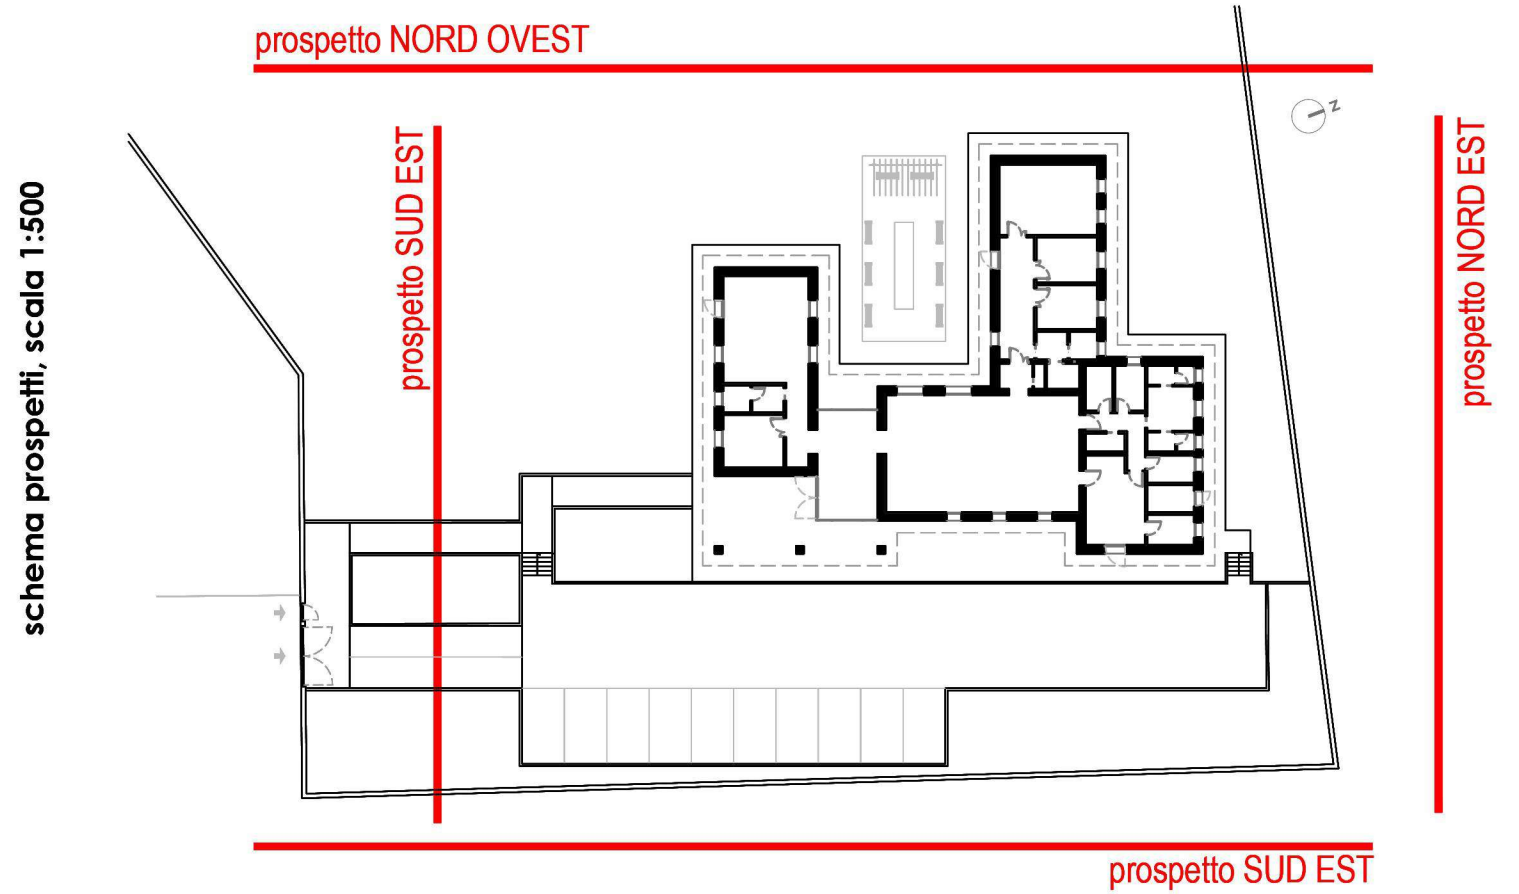 prospetto NORD OVEST
schema prospetti, scala 1:500
prospetto SUD EST
N
prospetto NORD EST
prospetto SUD EST